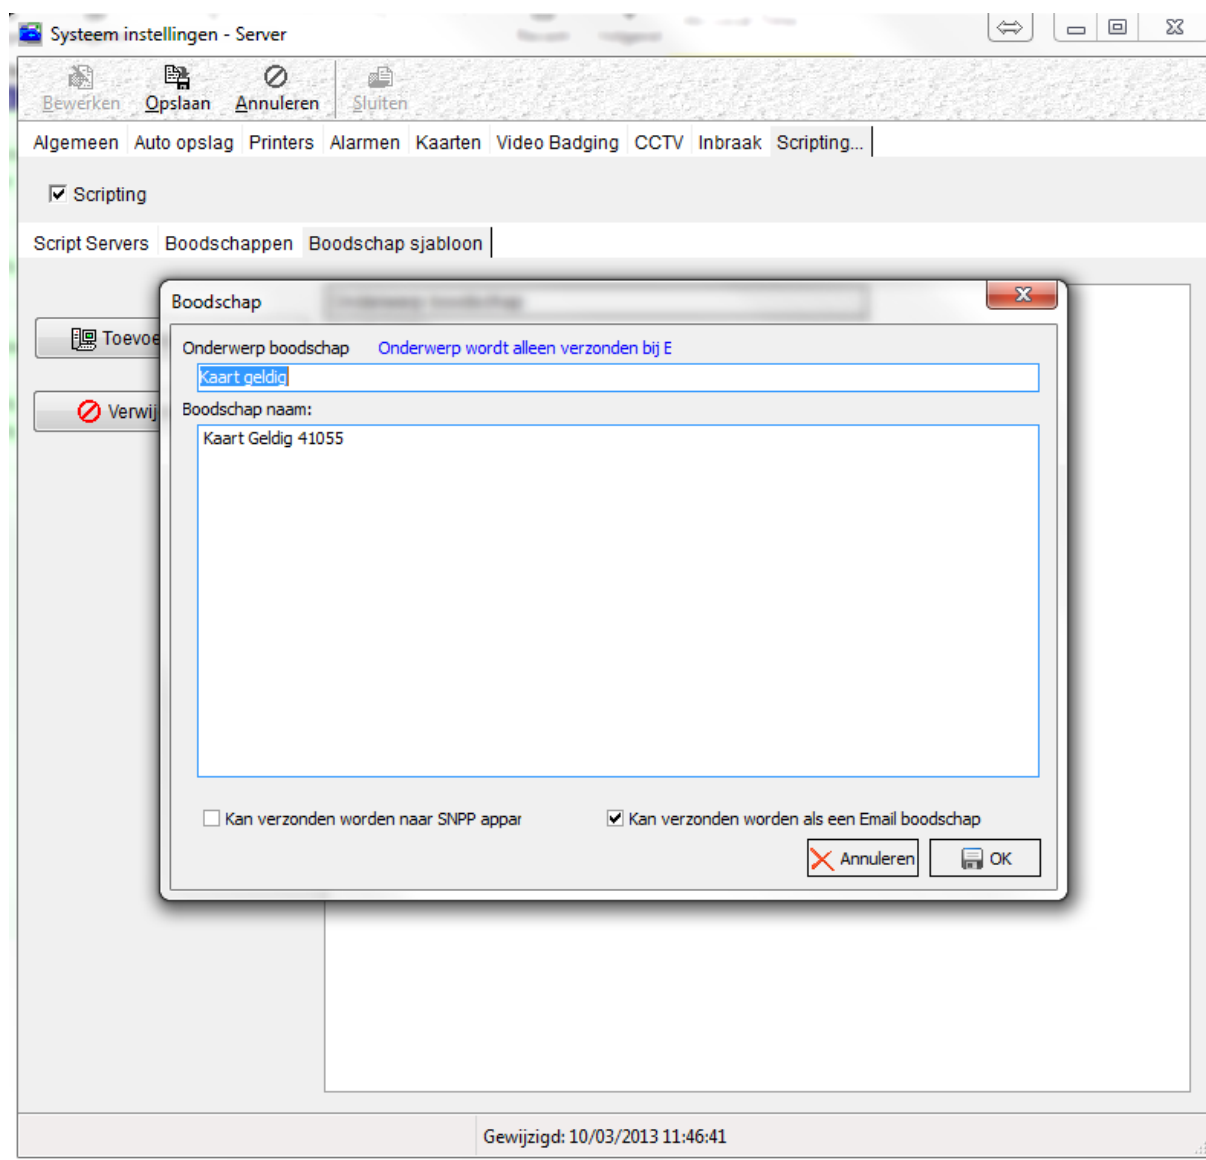 Systeem instellingen - Server
Bewerken Opslaan Annuleren Sluiten
Algemeen Auto opslag Printers Alarmen Kaarten Video Badging CCTV Inbraak Scripting...
Scripting
Script Servers Boodschappen Boodschap sjabloon
Boodschap
Toevoe
Onderwerp boodschap Onderwerp wordt alleen verzonden bij E
Kaart geldig
Verwij
Boodschap naam:
Kaart Geldig 41055
Kan verzonden worden naar SNPP appar Kan verzonden worden als een Email boodschap
Annuleren OK
Gewijzigd: 10/03/2013 11:46:41